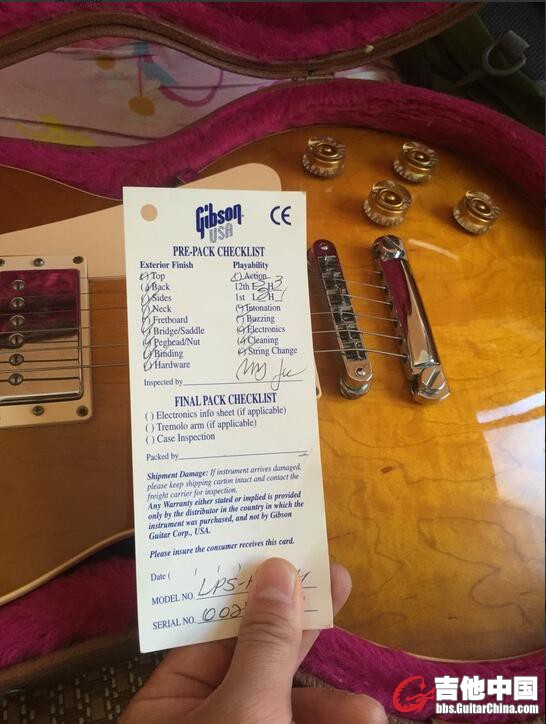 Gibson
USA
CE
PRE-PACK CHECKLIST
Exterior Finish
Top
Back
Sides
Neck
Fretboard
Bridge/Saddle
Peghead/Nut
Binding
Hardware
Playability
Action
12th
1st L H
Intonation
Buzzing
Electronics
Cleaning
String Change
Inspected by
FINAL PACK CHECKLIST
( ) Electronics info sheet (if applicable)
( ) Tremolo arm (if applicable)
( ) Case Inspection
Packed by
Shipment Damage: If instrument arrives damaged,
please keep shipping carton intact and contact the
freight carrier for inspection.
Any Warranty either stated or implied is provided
only by the distributor in the country in which the
instrument was purchased, and not by Gibson
Guitar Corp., USA.
Please insure the consumer receives this card.
Date (
MODEL NO. LPS-
SERIAL NO. 002
吉他中国
bbs.GuitarChina.com